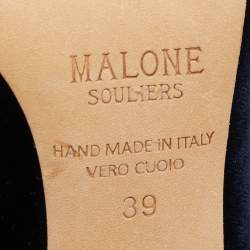 MALONE
SOULIERS
HAND MADE IN ITALY
VERO CUOIO
39